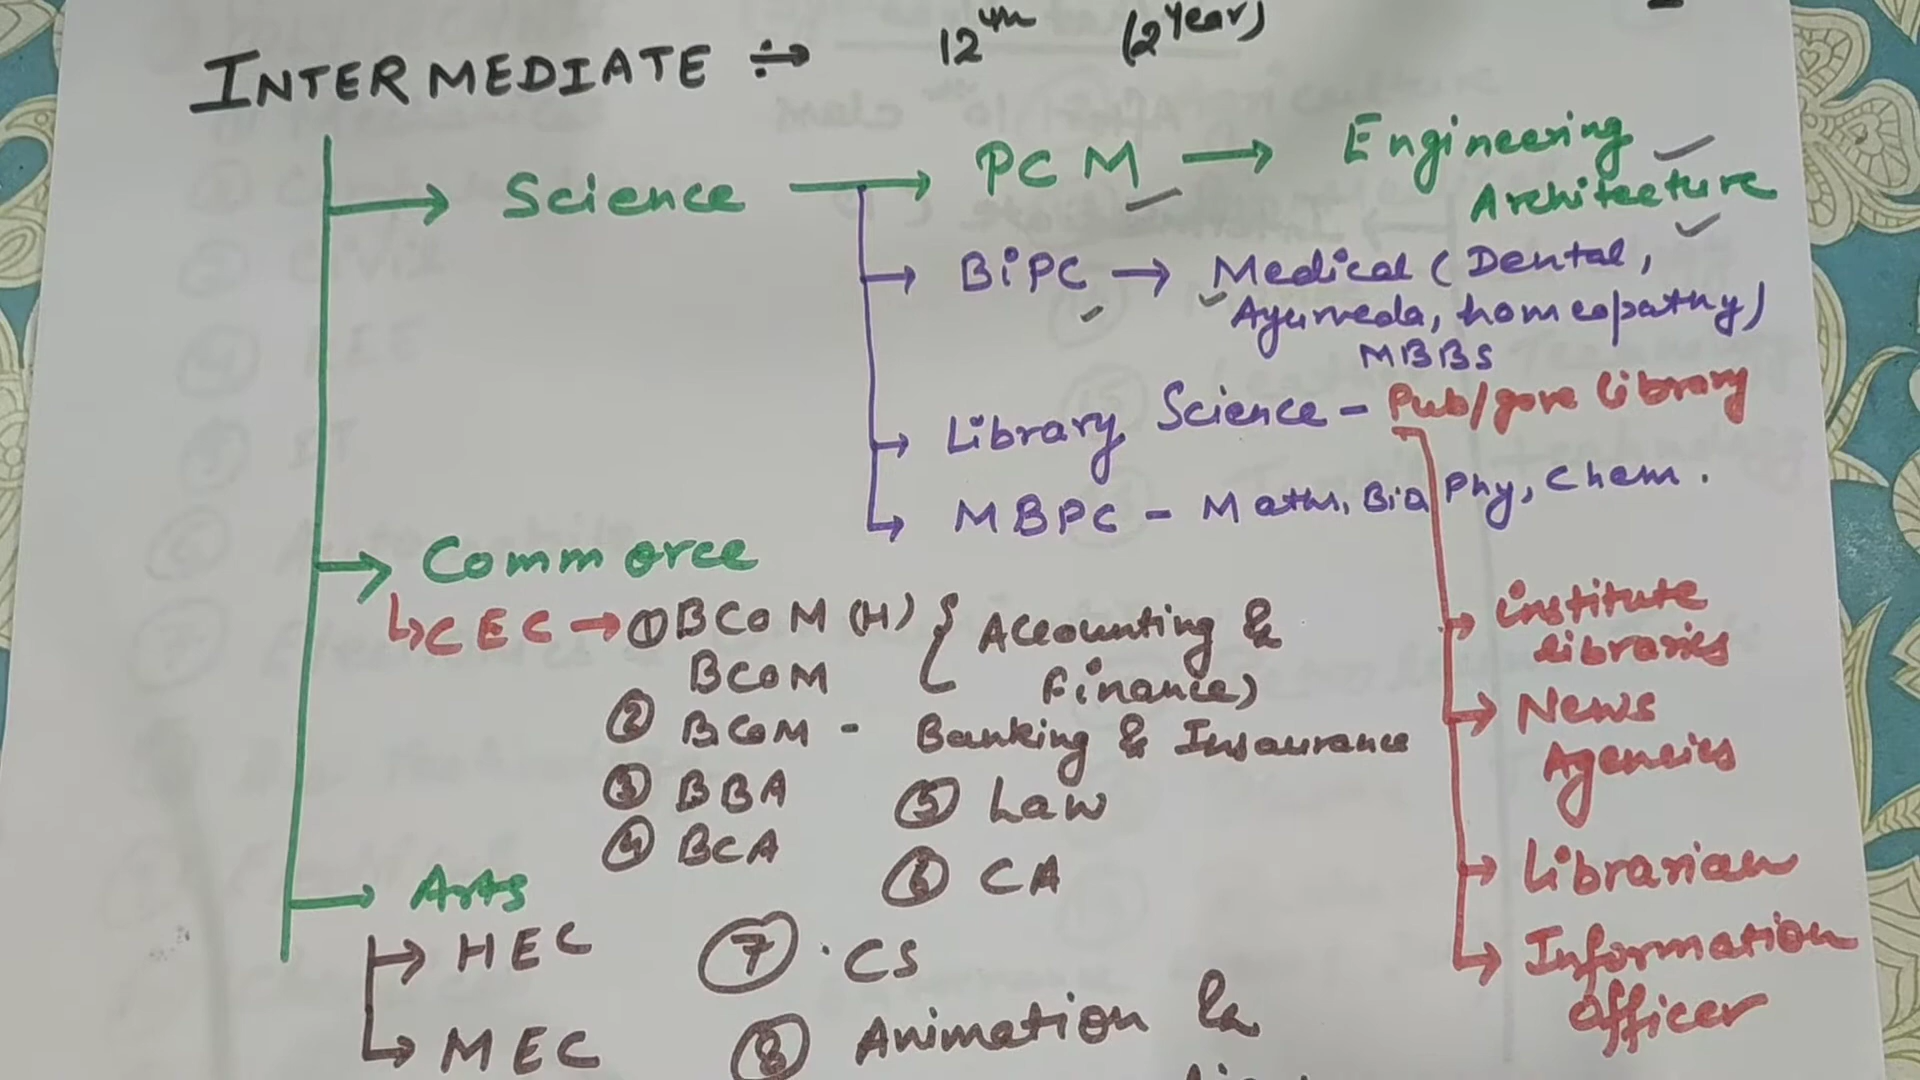 INTERMEDIATE ÷→ 12th (2 Year)
→ Science → PCM → Engineering
Architecture
→ BiPC → Medical (Dental,
Ayurveda, homeopathy)
MBBS
→ Library Science - Pub/gove library
→ MBPC - Maths, Bio Phy, Chem.
→ Commerce
↳ CEC → ① BCOM (H) { Accounting &
BCOM Finance)
② BCOM - Banking & Insaurance
③ BBA ⑤ Law
④ BCA ⑥ CA
→ institute
libraries
→ News
Agencies
→ Librarian
→ Information
officer
→ Arts
→ HEC ⑦ CS
→ MEC ⑧ Animation &